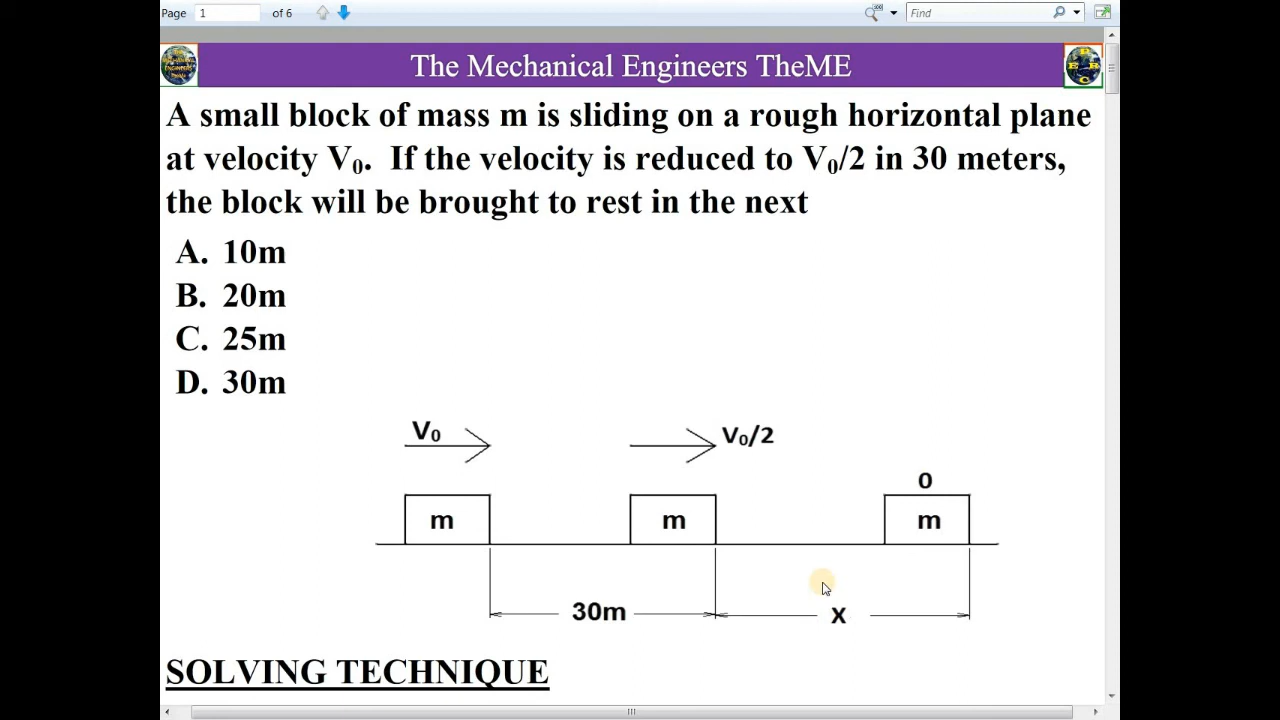 Page 1 of 6 Find
The Mechanical Engineers TheME
A small block of mass m is sliding on a rough horizontal plane
at velocity V₀. If the velocity is reduced to V₀/2 in 30 meters,
the block will be brought to rest in the next
A. 10m
B. 20m
C. 25m
D. 30m
V₀ V₀/2
0
m m m
30m X
SOLVING TECHNIQUE